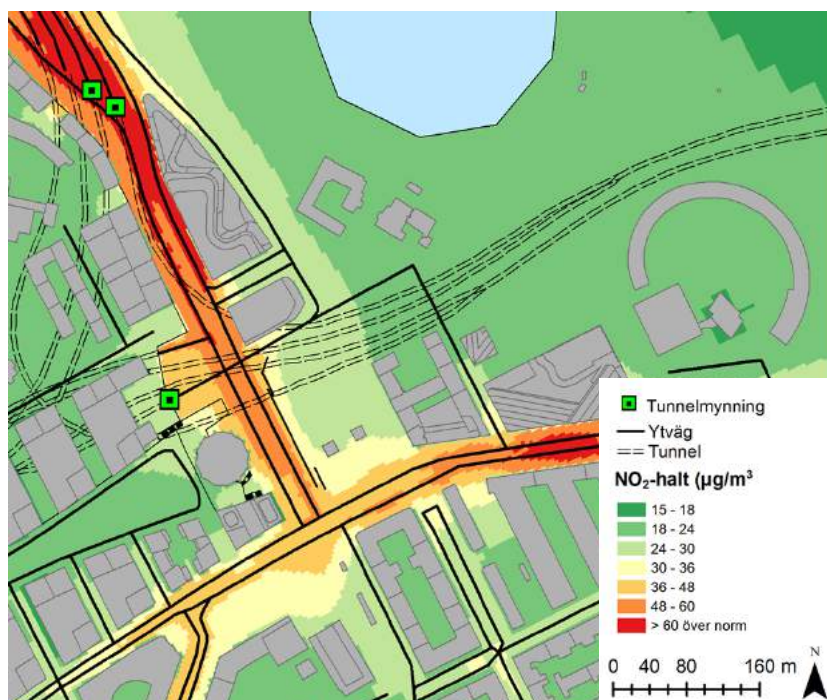 Tunnelmynning
Ytväg
Tunnel
NO₂-halt (µg/m³
15 - 18
18 - 24
24 - 30
30 - 36
36 - 48
48 - 60
> 60 över norm
0 40 80 160 m
N